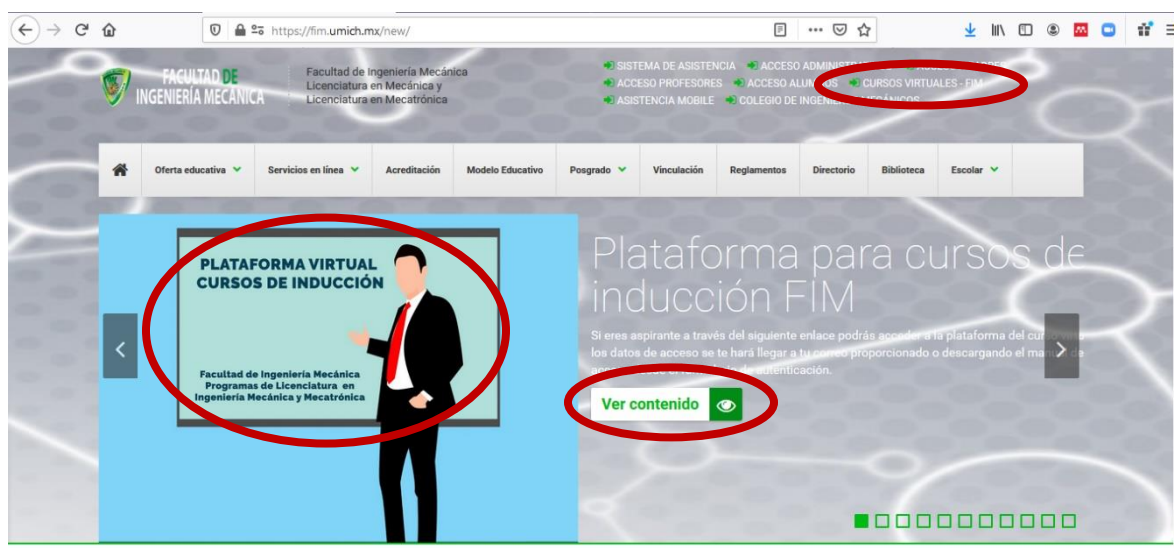 https://fim.umich.mx/new/
FACULTAD DE
INGENIERÍA MECÁNICA
Facultad de Ingeniería Mecánica
Licenciatura en Mecánica y
Licenciatura en Mecatrónica
SISTEMA DE ASISTENCIA ACCESO
ACCESO PROFESORES ACCESO ALUMNOS CURSOS VIRTUALES - FIM
ASISTENCIA MOBILE COLEGIO DE INGENIEROS MECÁNICOS
Oferta educativa Servicios en línea Acreditación Modelo Educativo Posgrado Vinculación Reglamentos Directorio Biblioteca Escolar
PLATAFORMA VIRTUAL
CURSOS DE INDUCCIÓN
Facultad de Ingeniería Mecánica
Programas de Licenciatura en
Ingeniería Mecánica y Mecatrónica
Plataforma para cursos de
inducción FIM
Si eres aspirante a través del siguiente enlace podrás acceder a la plataforma del
los datos de acceso se te hará llegar a tu correo proporcionado o descargando el manual de
de autenticación.
Ver contenido